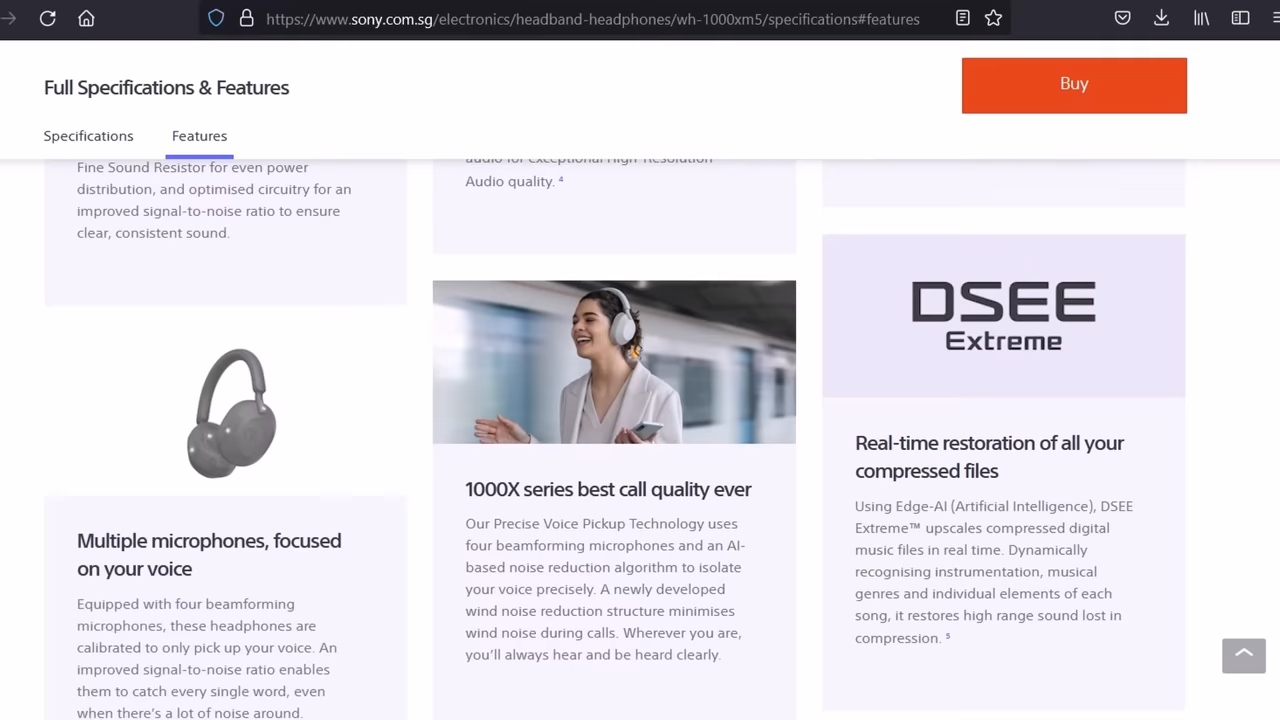 https://www.sony.com.sg/electronics/headband-headphones/wh-1000xm5/specifications#features
Full Specifications & Features
Buy
Specifications
Features
Fine Sound Resistor for even power
distribution, and optimised circuitry for an
improved signal-to-noise ratio to ensure
clear, consistent sound.
audio for exceptional High-Resolution
Audio quality. 4
Multiple microphones, focused
on your voice
Equipped with four beamforming
microphones, these headphones are
calibrated to only pick up your voice. An
improved signal-to-noise ratio enables
them to catch every single word, even
when there's a lot of noise around.
1000X series best call quality ever
Our Precise Voice Pickup Technology uses
four beamforming microphones and an AI-
based noise reduction algorithm to isolate
your voice precisely. A newly developed
wind noise reduction structure minimises
wind noise during calls. Wherever you are,
you'll always hear and be heard clearly.
DSEE
Extreme
Real-time restoration of all your
compressed files
Using Edge-AI (Artificial Intelligence), DSEE
Extreme™ upscales compressed digital
music files in real time. Dynamically
recognising instrumentation, musical
genres and individual elements of each
song, it restores high range sound lost in
compression. 5